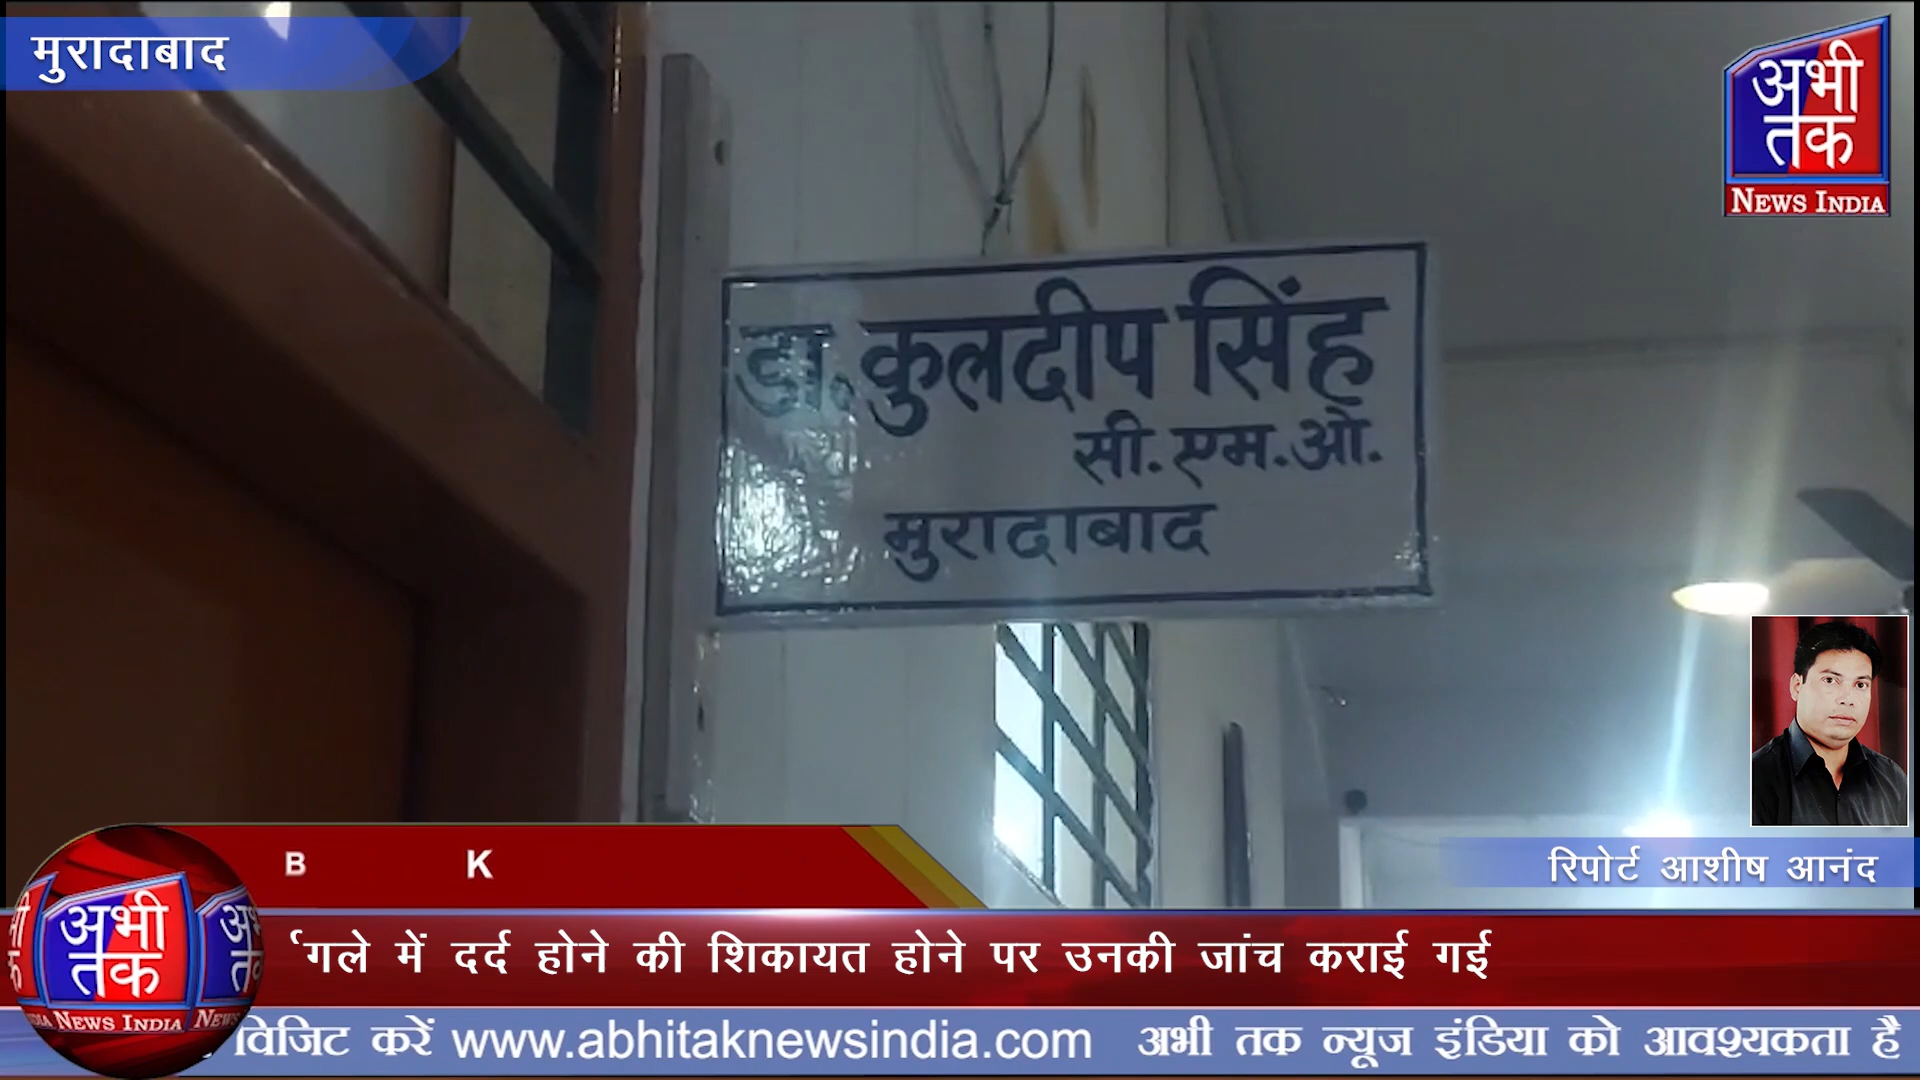 मुरादाबाद
अभी
तक
NEWS INDIA
डा. कुलदीप सिंह
सी. एम. ओ.
मुरादाबाद
रिपोर्ट आशीष आनंद
B K
गले में दर्द होने की शिकायत होने पर उनकी जांच कराई गई
अभी
तक
NEWS INDIA
विजिट करें www.abhitaknewsindia.com अभी तक न्यूज इंडिया को आवश्यकता है